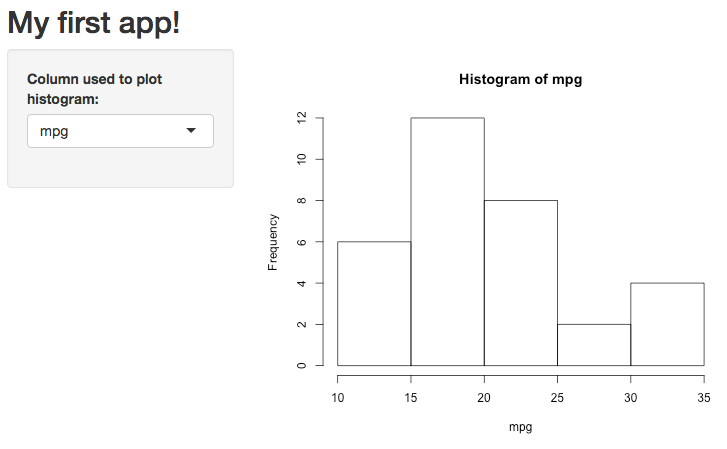 My first app!
Column used to plot
histogram:
mpg
Histogram of mpg
Frequency
12
10
8
6
4
2
0
10 15 20 25 30 35
mpg